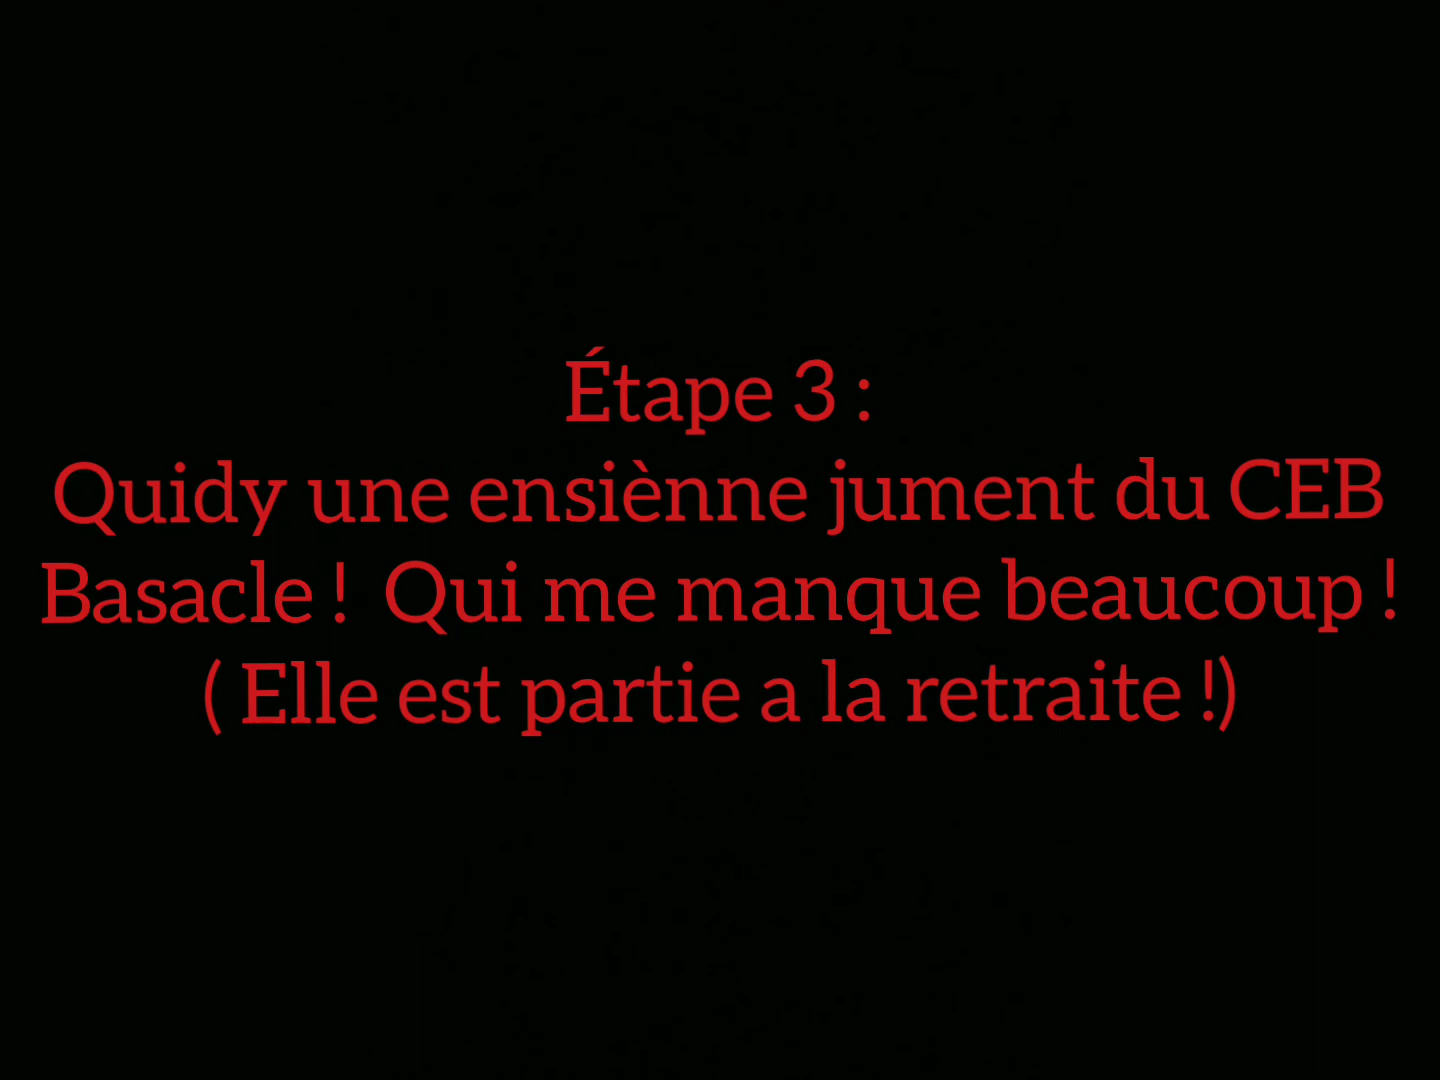 Étape 3 :
Quidy une ensiènne jument du CEB
Basacle ! Qui me manque beaucoup !
( Elle est partie a la retraite !)